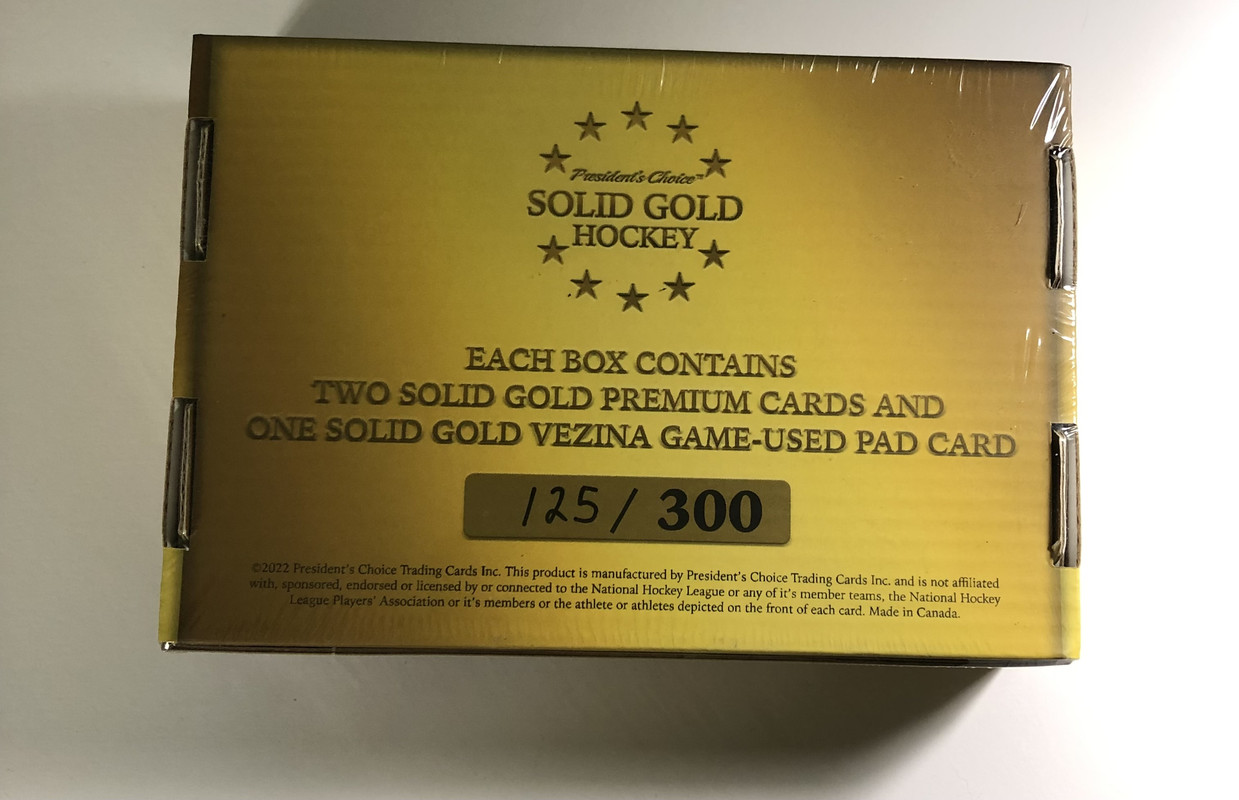 President's Choice™
SOLID GOLD
HOCKEY
EACH BOX CONTAINS
TWO SOLID GOLD PREMIUM CARDS AND
ONE SOLID GOLD VEZINA GAME-USED PAD CARD
125 / 300
©2022 President's Choice Trading Cards Inc. This product is manufactured by President's Choice Trading Cards Inc. and is not affiliated
with, sponsored, endorsed or licensed by or connected to the National Hockey League or any of it's member teams, the National Hockey
League Players' Association or it's members or the athlete or athletes depicted on the front of each card. Made in Canada.